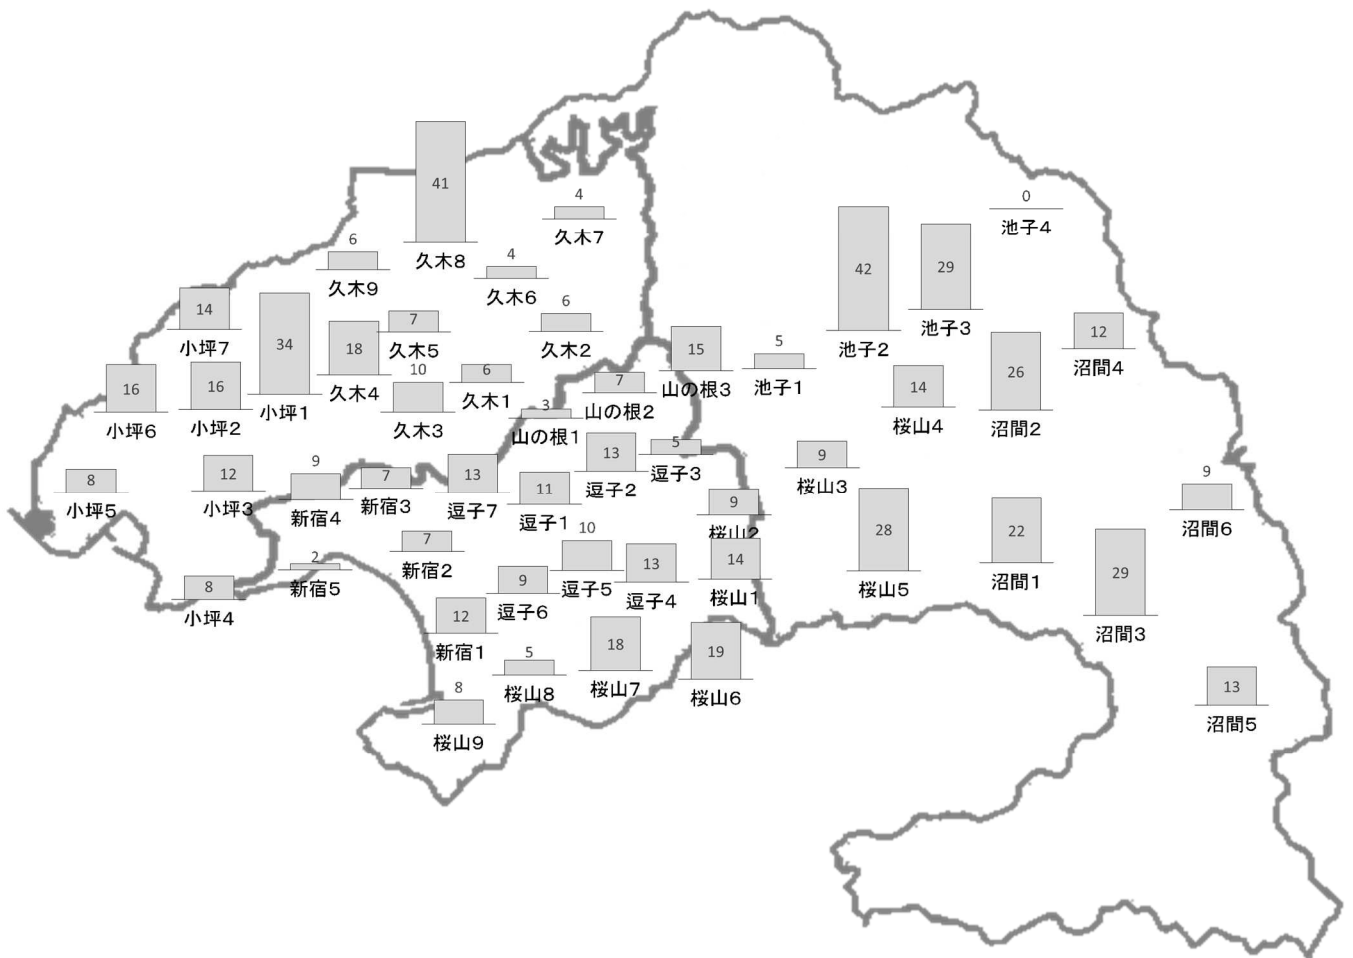 41
久木8
4
久木7
0
池子4
6
久木9
4
久木6
42
池子2
29
池子3
14
小坪7
34
小坪1
18
久木4
7
久木5
6
久木2
15
山の根3
5
池子1
12
沼間4
26
沼間2
14
桜山4
16
小坪6
16
小坪2
10
久木3
6
久木1
7
山の根2
3
山の根1
8
小坪5
12
小坪3
9
新宿4
7
新宿3
13
逗子7
11
逗子1
13
逗子2
5
逗子3
9
桜山3
9
桜山2
28
桜山5
22
沼間1
9
沼間6
29
沼間3
7
新宿2
2
新宿5
8
小坪4
9
逗子6
10
逗子5
13
逗子4
14
桜山1
12
新宿1
5
桜山8
18
桜山7
19
桜山6
13
沼間5
8
桜山9